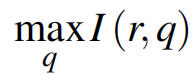 max I (r, q)
q